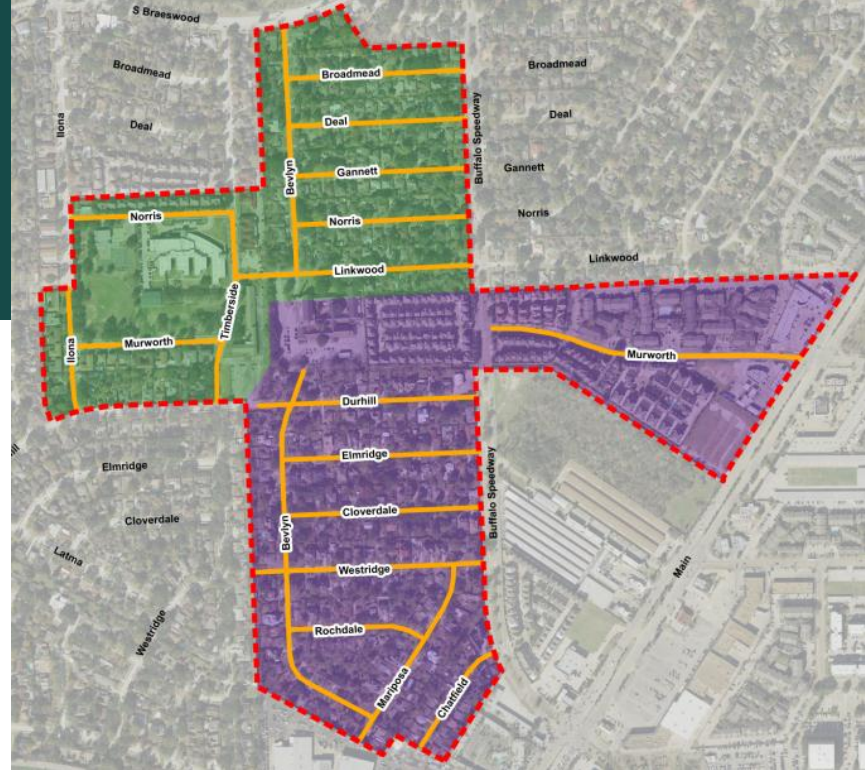 S Braeswood
Broadmead
Broadmead
Broadmead
Ilona
Deal
Deal
Deal
Bevlyn
Buffalo Speedway
Gannett
Gannett
Norris
Norris
Norris
Linkwood
Linkwood
Timberside
Ilona
Murworth
Murworth
Durhill
Elmridge
Elmridge
Buffalo Speedway
Cloverdale
Cloverdale
Bevlyn
Latma
Main
Westridge
Westridge
Rochdale
Mariposa
Chatfield